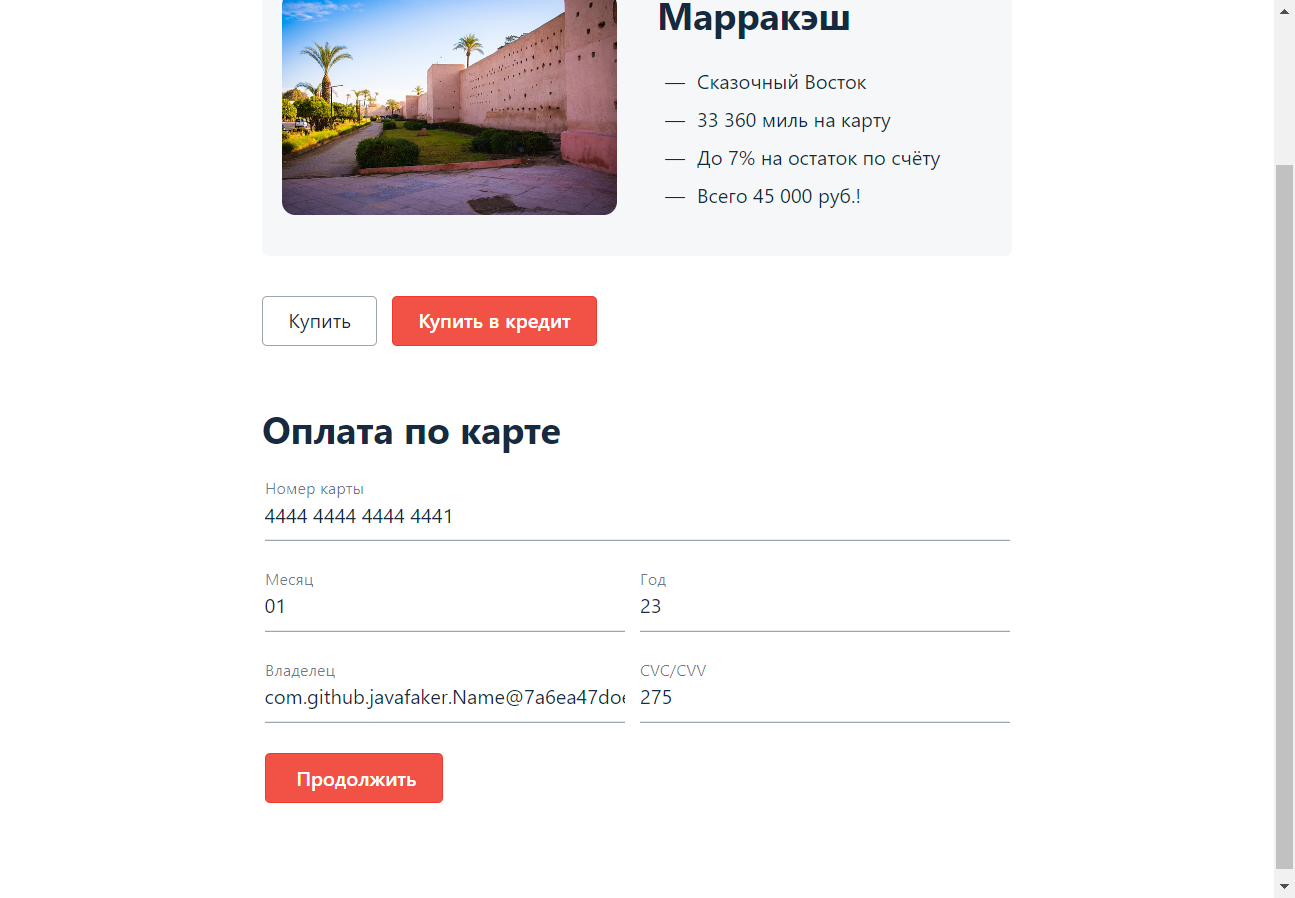 Марракэш
— Сказочный Восток
— 33 360 миль на карту
— До 7% на остаток по счёту
— Всего 45 000 руб.!
Купить Купить в кредит
Оплата по карте
Номер карты
4444 4444 4444 4441
Месяц Год
01 23
Владелец CVC/CVV
com.github.javafaker.Name@7a6ea47doe 275
Продолжить